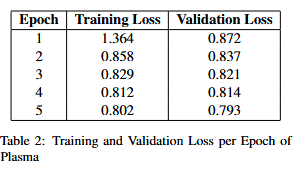 Epoch Training Loss Validation Loss
1 1.364 0.872
2 0.858 0.837
3 0.829 0.821
4 0.812 0.814
5 0.802 0.793
Table 2: Training and Validation Loss per Epoch of
Plasma